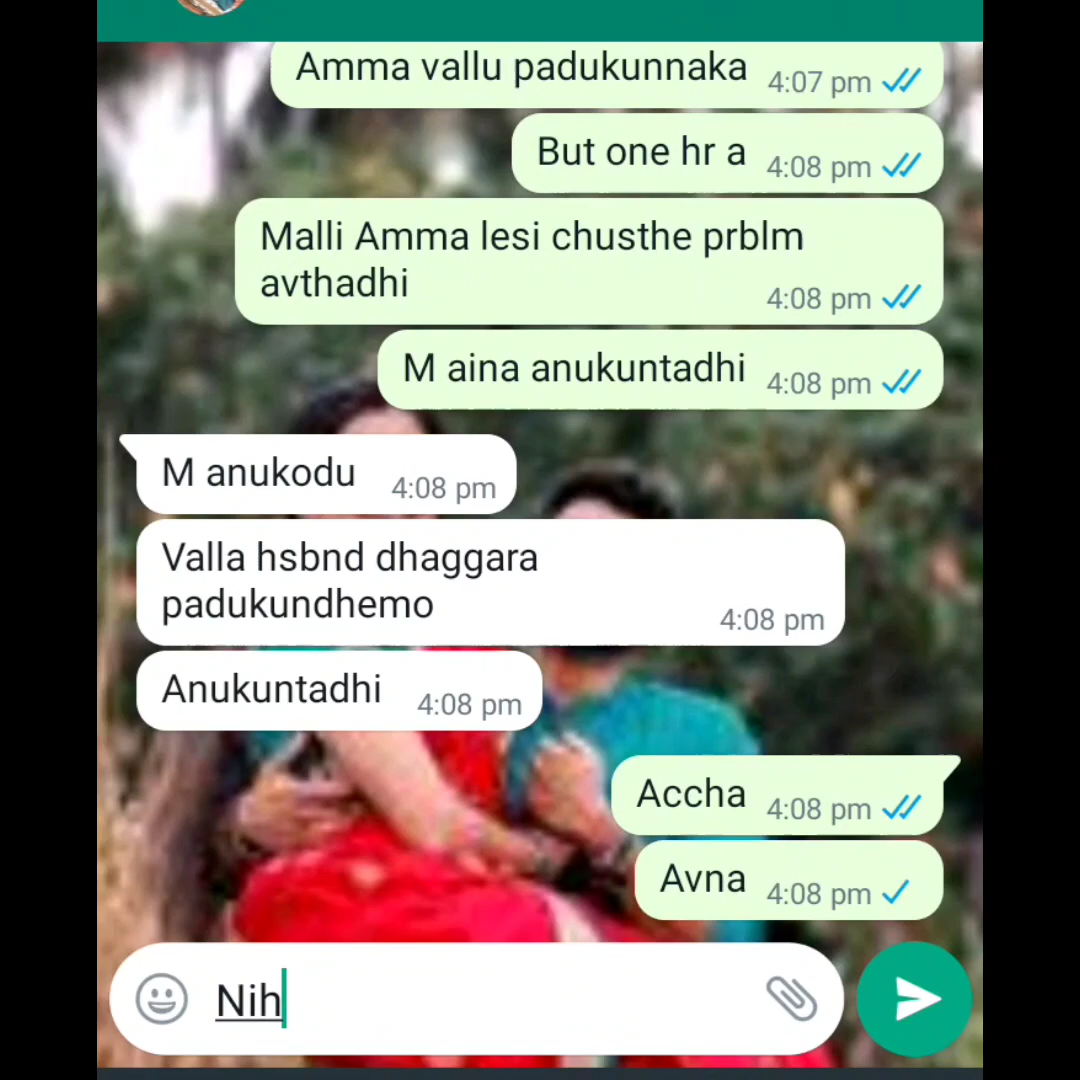 Amma vallu padukunnaka 4:07 pm
But one hr a 4:08 pm
Malli Amma lesi chusthe prblm
avthadhi 4:08 pm
M aina anukuntadhi 4:08 pm
M anukodu 4:08 pm
Valla hsbnd dhaggara
padukundhemo 4:08 pm
Anukuntadhi 4:08 pm
Accha 4:08 pm
Avna 4:08 pm
Nih